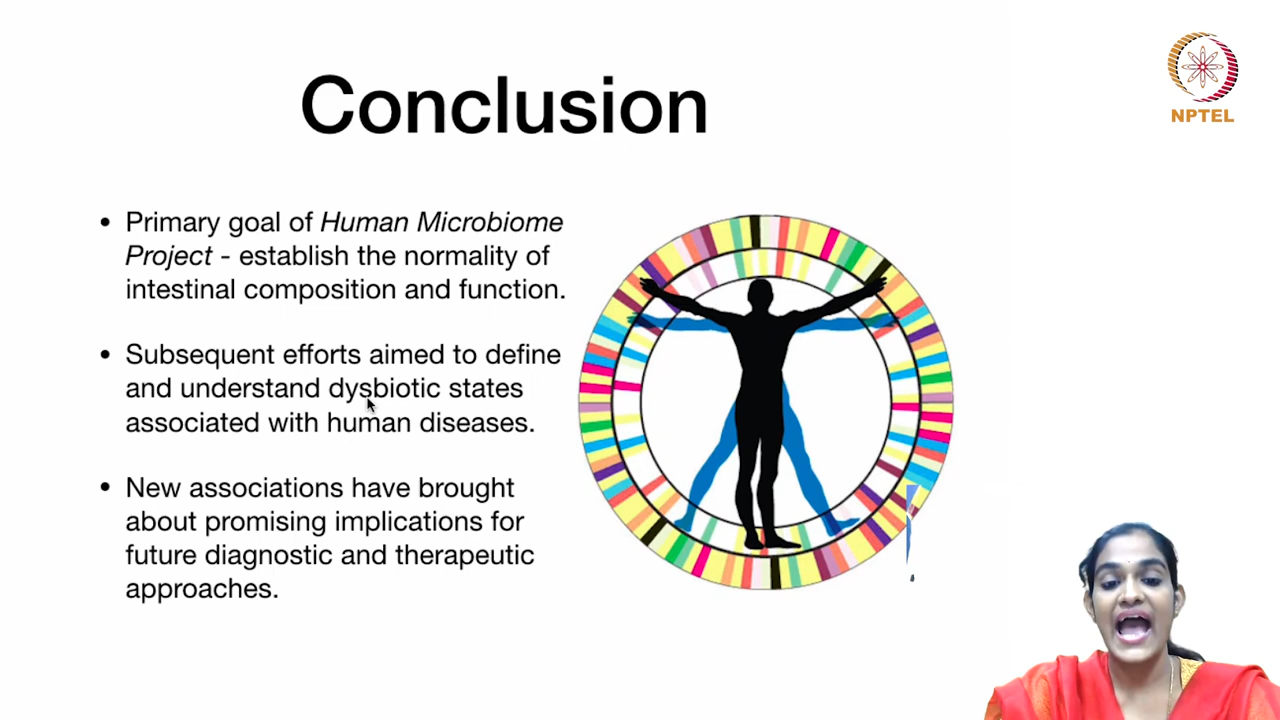 Conclusion
NPTEL
• Primary goal of Human Microbiome
Project - establish the normality of
intestinal composition and function.
• Subsequent efforts aimed to define
and understand dysbiotic states
associated with human diseases.
• New associations have brought
about promising implications for
future diagnostic and therapeutic
approaches.